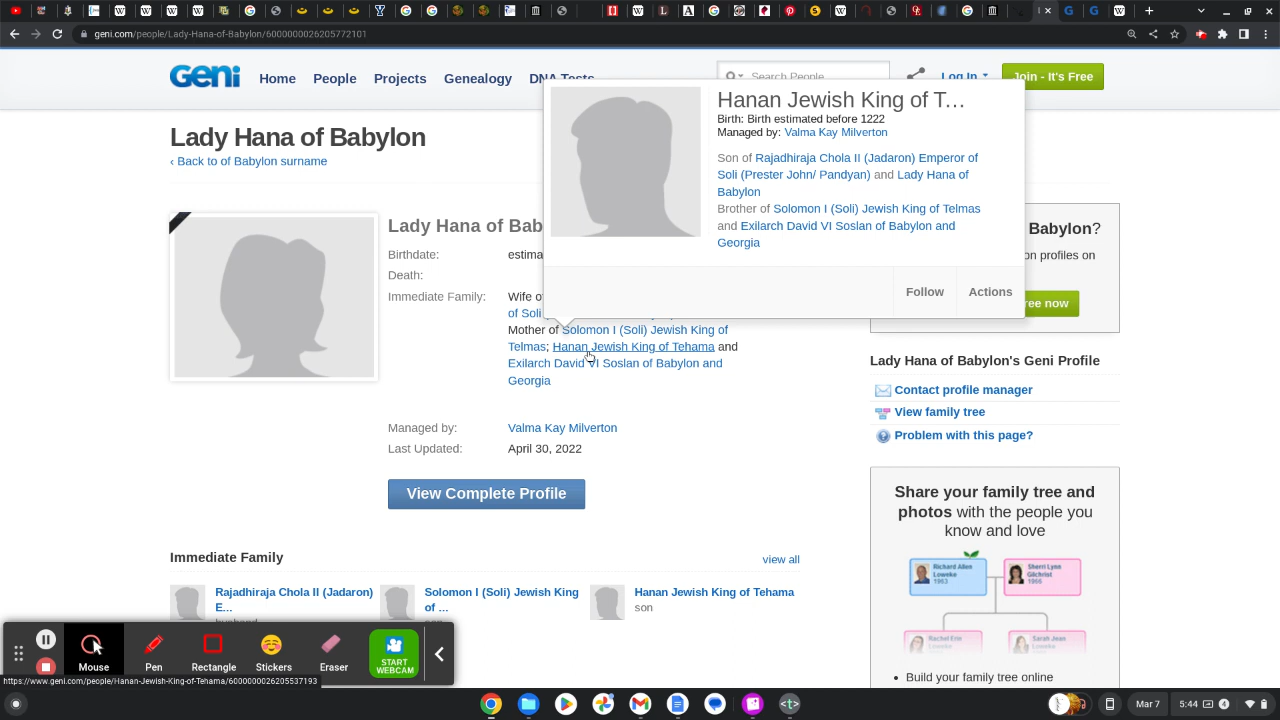 geni.com/people/Lady-Hana-of-Babylon/6000000026205772101
Geni
Home People Projects Genealogy DNA Tests
Search People
Log In
Join - It's Free
Lady Hana of Babylon
‹ Back to of Babylon surname
Hanan Jewish King of T…
Birth: Birth estimated before 1222
Managed by: Valma Kay Milverton
Son of Rajadhiraja Chola II (Jadaron) Emperor of
Soli (Prester John/ Pandyan) and Lady Hana of
Babylon
Brother of Solomon I (Soli) Jewish King of Telmas
and Exilarch David VI Soslan of Babylon and
Georgia
Follow
Actions
Lady Hana of Bab
Birthdate:
Death:
Immediate Family:
Wife
of Soli
Mother of Solomon I (Soli) Jewish King of
Telmas; Hanan Jewish King of Tehama and
Exilarch David VI Soslan of Babylon and
Georgia
Managed by: Valma Kay Milverton
Last Updated: April 30, 2022
View Complete Profile
Babylon?
on profiles on
ree now
Lady Hana of Babylon's Geni Profile
Contact profile manager
View family tree
Problem with this page?
Share your family tree and
photos with the people you
know and love
Richard Allen
Loweke
1963
Sherri Lynn
Gilchrist
1966
Rachel Erin
Loweke
Sarah Jean
• Build your family tree online
Immediate Family
view all
Rajadhiraja Chola II (Jadaron)
E...
husband
Solomon I (Soli) Jewish King
of ...
son
Hanan Jewish King of Tehama
son
Mouse
Pen
Rectangle
Stickers
Eraser
START
WEBCAM
https://www.geni.com/people/Hanan-Jewish-King-of-Tehama/6000000026205537193
Mar 7
5:44